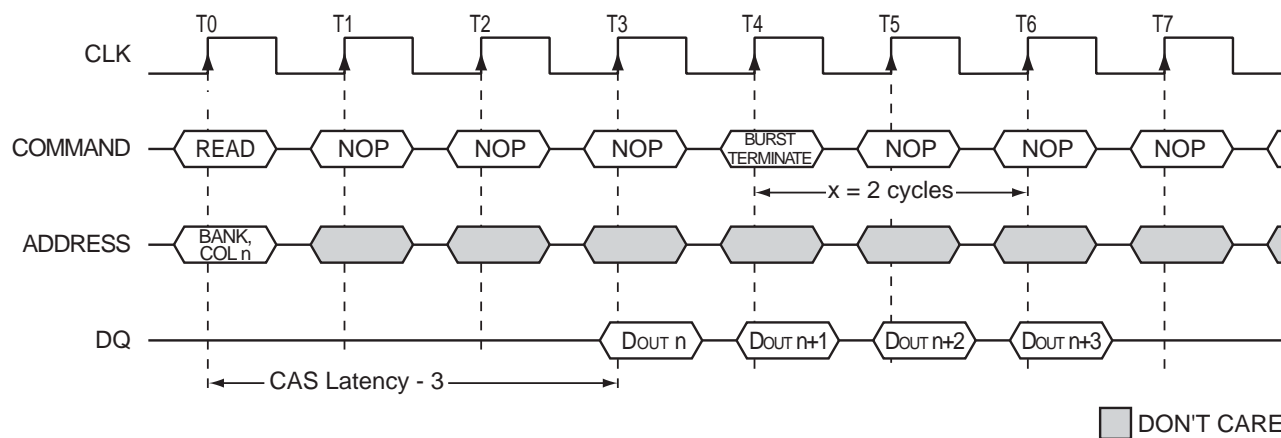 T0 T1 T2 T3 T4 T5 T6 T7
CLK
COMMAND READ NOP NOP NOP BURST TERMINATE NOP NOP NOP
x = 2 cycles
ADDRESS BANK, COL n
DQ DOUT n DOUT n+1 DOUT n+2 DOUT n+3
CAS Latency - 3
DON'T CARE